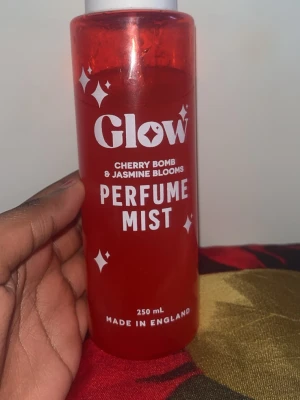 Glow
CHERRY BOMB
& JASMINE BLOOMS
PERFUME
MIST
250 mL
MADE IN ENGLAND